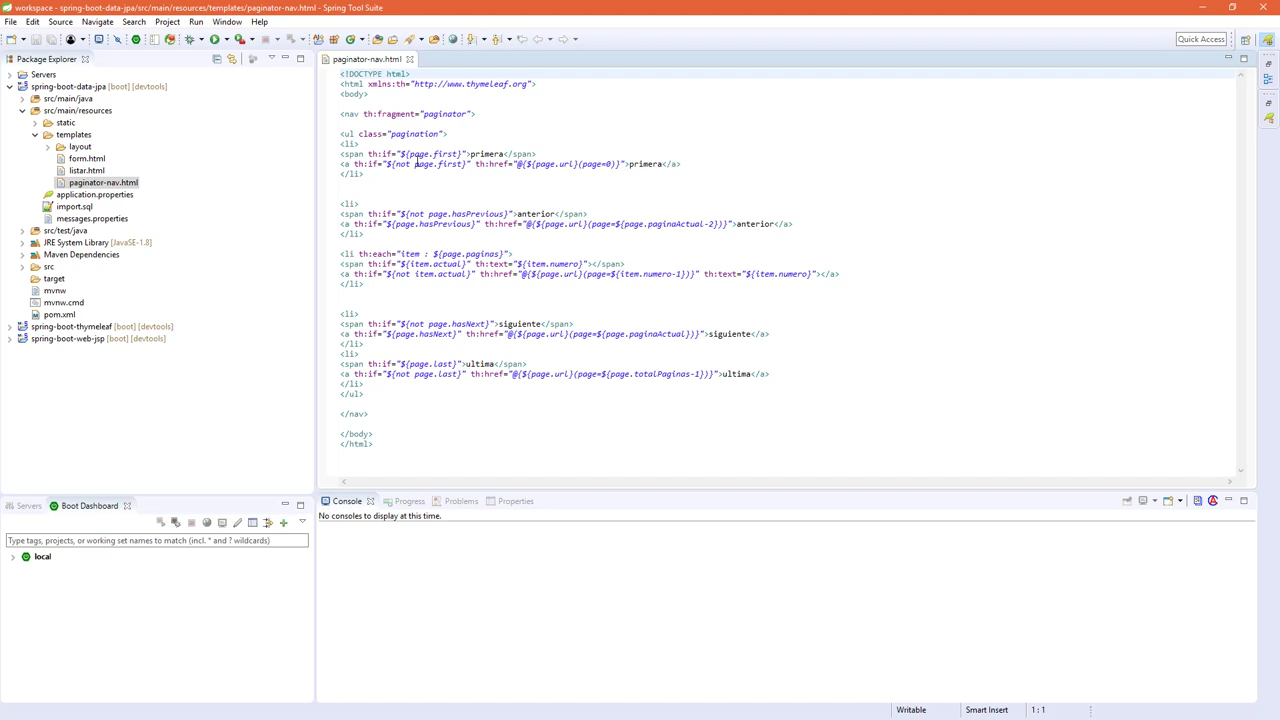 workspace - spring-boot-data-jpa/src/main/resources/templates/paginator-nav.html - Spring Tool Suite
File Edit Source Navigate Search Project Run Window Help
Quick Access
Package Explorer
Servers
spring-boot-data-jpa [boot] [devtools]
src/main/java
src/main/resources
static
templates
layout
form.html
listar.html
paginator-nav.html
application.properties
import.sql
messages.properties
src/test/java
JRE System Library [JavaSE-1.8]
Maven Dependencies
src
target
mvnw
mvnw.cmd
pom.xml
spring-boot-thymeleaf [boot] [devtools]
spring-boot-web-jsp [boot] [devtools]
paginator-nav.html
<!DOCTYPE html>
<html xmlns:th="http://www.thymeleaf.org">
<body>
<nav th:fragment="paginator">
<ul class="pagination">
<li>
<span th:if="${page.first}">primera</span>
<a th:if="${not page.first}" th:href="@{${page.url}(page=0)}">primera</a>
</li>
<li>
<span th:if="${not page.hasPrevious}">anterior</span>
<a th:if="${page.hasPrevious}" th:href="@{${page.url}(page=${page.paginaActual-2})}">anterior</a>
</li>
<li th:each="item : ${page.paginas}">
<span th:if="${item.actual}" th:text="${item.numero}"></span>
<a th:if="${not item.actual}" th:href="@{${page.url}(page=${item.numero-1})}" th:text="${item.numero}"></a>
</li>
<li>
<span th:if="${not page.hasNext}">siguiente</span>
<a th:if="${page.hasNext}" th:href="@{${page.url}(page=${page.paginaActual})}">siguiente</a>
</li>
<li>
<span th:if="${page.last}">ultima</span>
<a th:if="${not page.last}" th:href="@{${page.url}(page=${page.totalPaginas-1})}">ultima</a>
</li>
</ul>
</nav>
</body>
</html>
Servers Boot Dashboard
Type tags, projects, or working set names to match (incl. * and ? wildcards)
local
Console Progress Problems Properties
No consoles to display at this time.
Writable Smart Insert 1 : 1